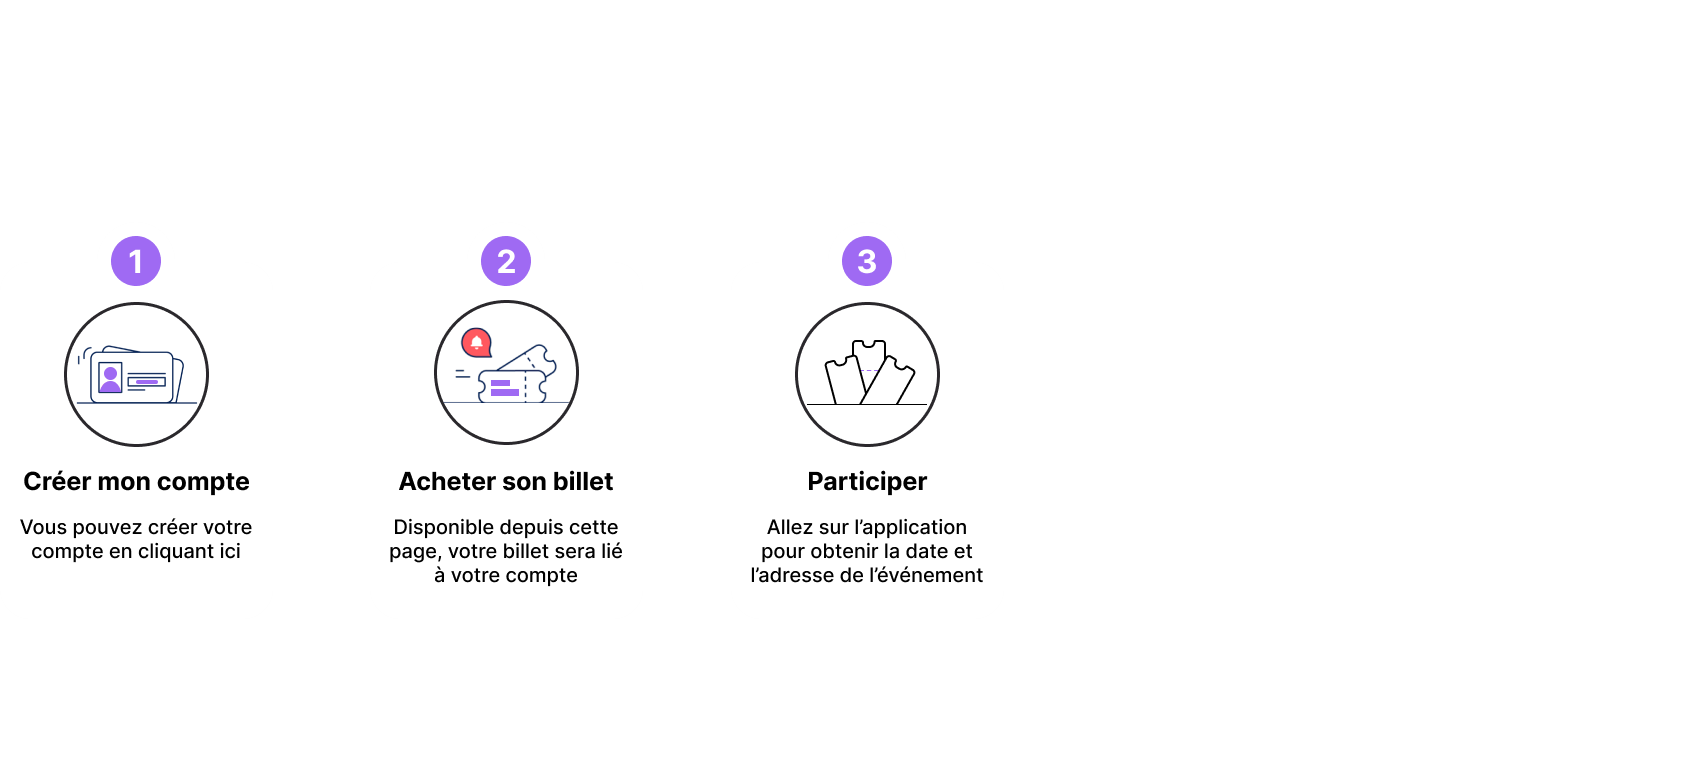 1
Créer mon compte
Vous pouvez créer votre
compte en cliquant ici
2
Acheter son billet
Disponible depuis cette
page, votre billet sera lié
à votre compte
3
Participer
Allez sur l’application
pour obtenir la date et
l’adresse de l’événement